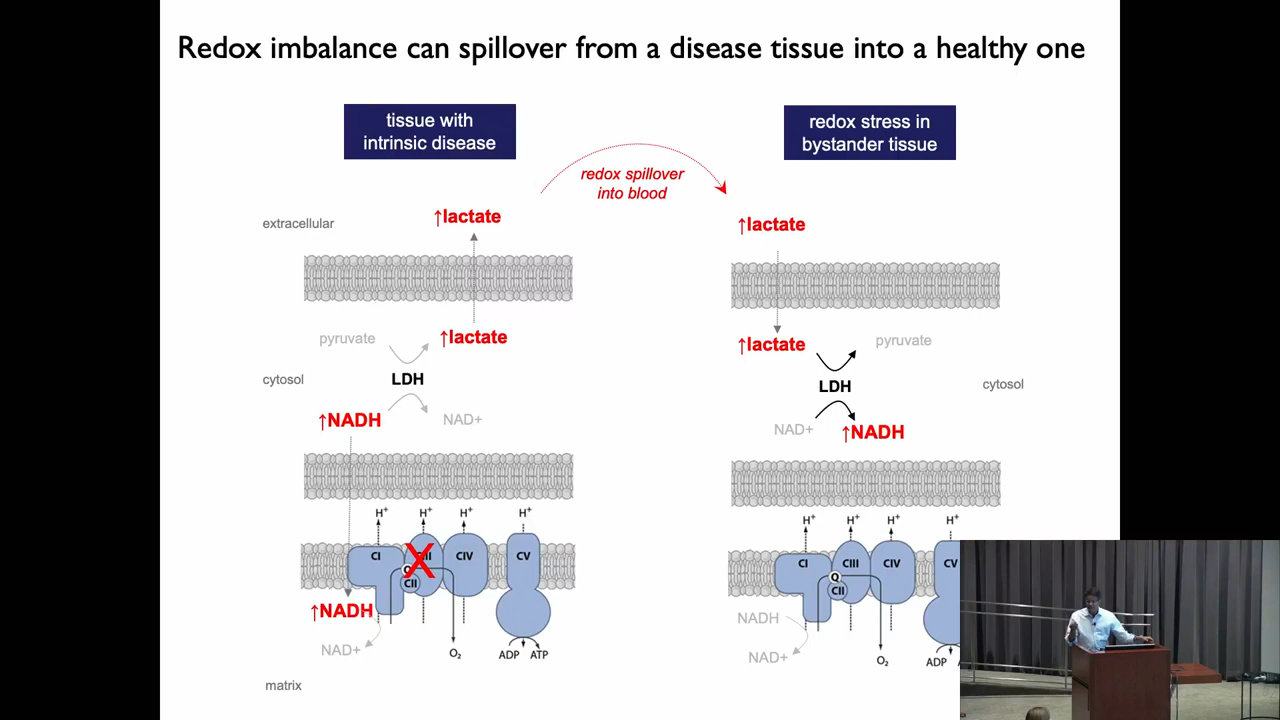 Redox imbalance can spillover from a disease tissue into a healthy one
tissue with
intrinsic disease
redox stress in
bystander tissue
redox spillover
into blood
extracellular
↑lactate
↑lactate
pyruvate
↑lactate
↑lactate
pyruvate
cytosol
LDH
LDH
cytosol
↑NADH
NAD+
NAD+
↑NADH
H+
H+
H+
H+
H+
H+
H+
H+
CI
CIV
CV
Q
CII
CI
CIII
CIV
CV
Q
CII
↑NADH
NAD+
O2
ADP
ATP
NADH
NAD+
O2
ADP
matrix